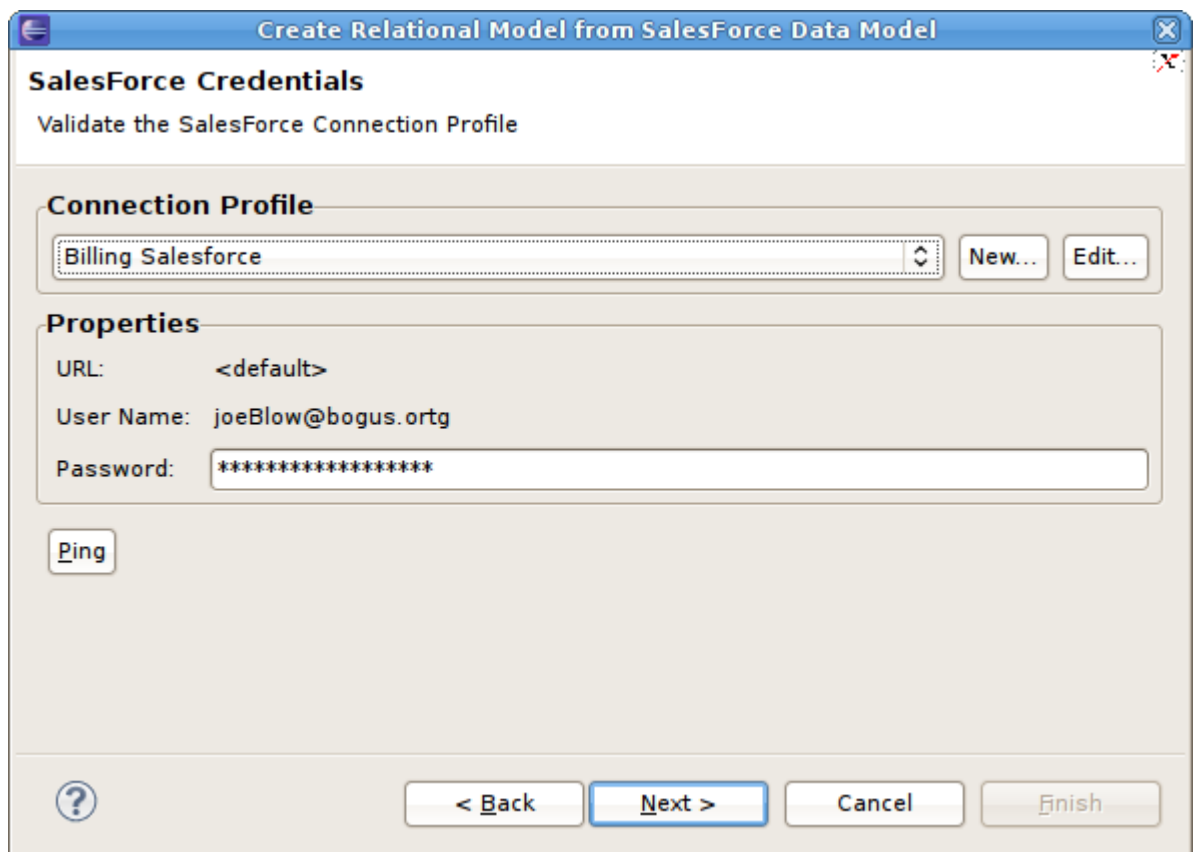 Create Relational Model from SalesForce Data Model
SalesForce Credentials
Validate the SalesForce Connection Profile
Connection Profile
Billing Salesforce New... Edit...
Properties
URL: <default>
User Name: joeBlow@bogus.ortg
Password: ******************
Ping
? < Back Next > Cancel Finish